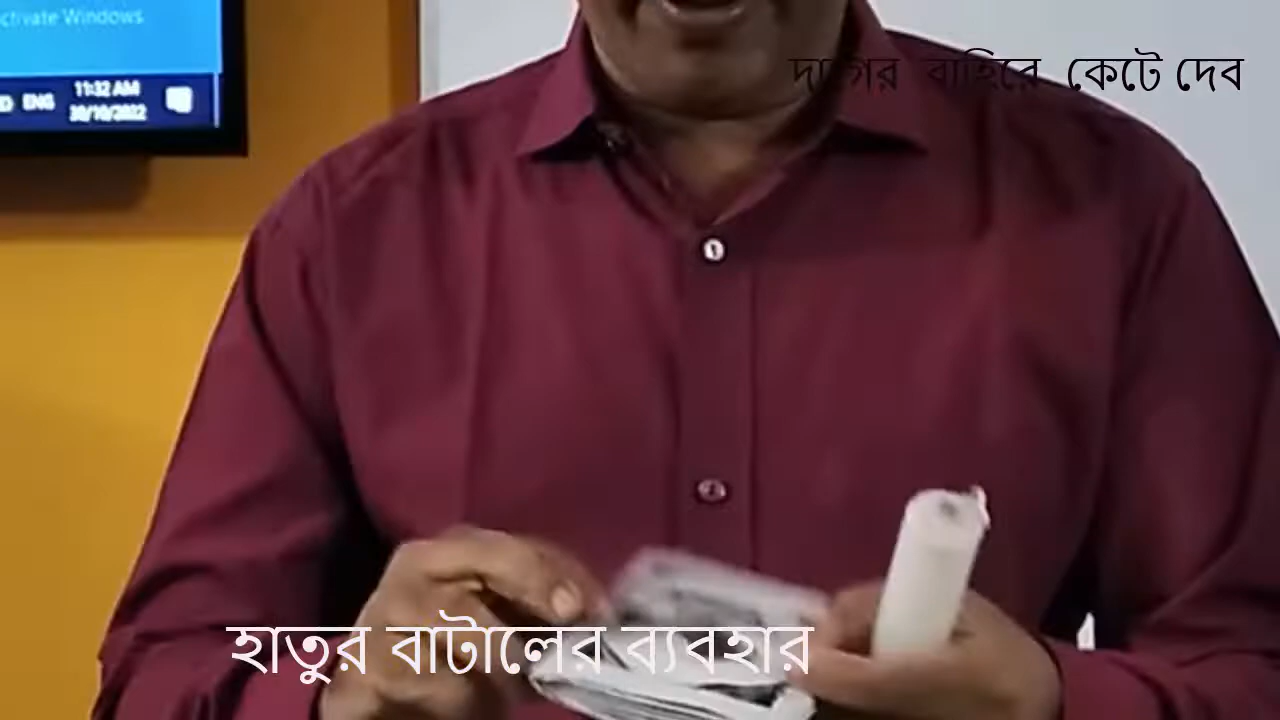 ctivate Windows
ENG 11:32 AM
30/10/2022
দাগের বাহিরে কেটে দেব
হাতুর বাটালের ব্যবহার